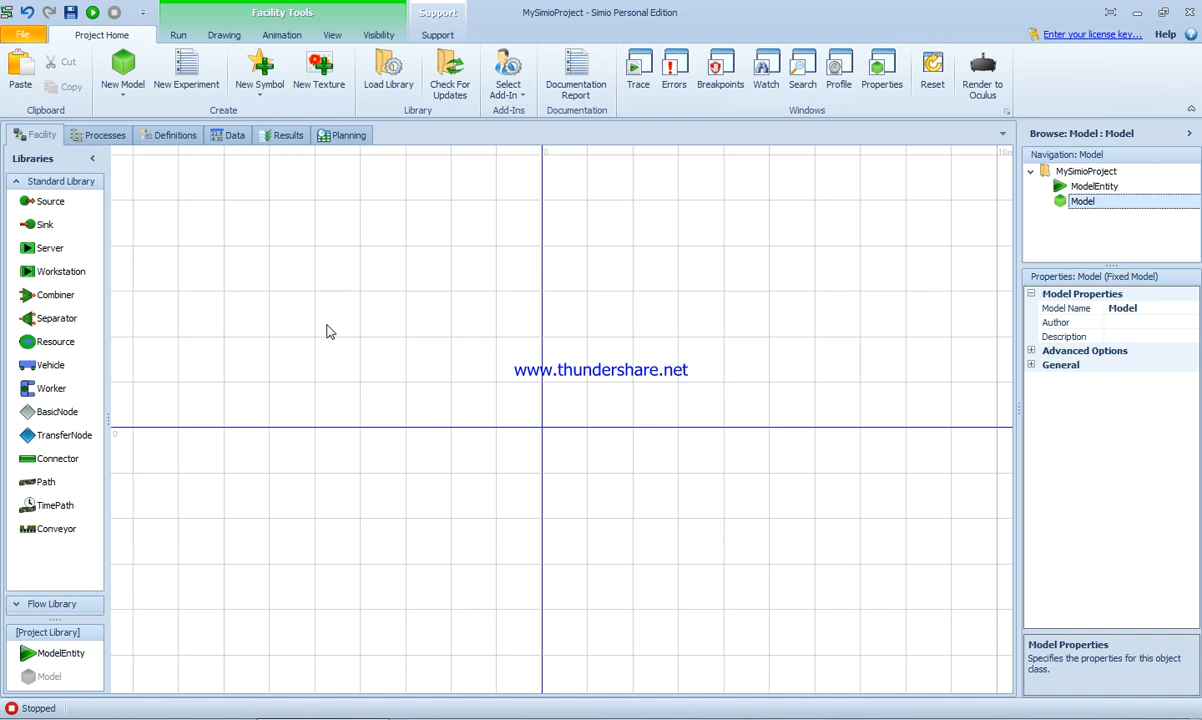 Facility Tools
Support
MySimioProject - Simio Personal Edition
File
Project Home
Run
Drawing
Animation
View
Visibility
Support
Enter your license key...
Help
Paste
Cut
Copy
New Model
New Experiment
New Symbol
New Texture
Load Library
Check For Updates
Select Add-In
Documentation Report
Trace
Errors
Breakpoints
Watch
Search
Profile
Properties
Reset
Render to Oculus
Clipboard
Create
Library
Add-Ins
Documentation
Windows
Facility
Processes
Definitions
Data
Results
Planning
Libraries
Standard Library
Source
Sink
Server
Workstation
Combiner
Separator
Resource
Vehicle
Worker
BasicNode
TransferNode
Connector
Path
TimePath
Conveyor
Flow Library
[Project Library]
ModelEntity
Model
0
10m
0
www.thundershare.net
Browse: Model : Model
Navigation: Model
MySimioProject
ModelEntity
Model
Properties: Model (Fixed Model)
Model Properties
Model Name Model
Author
Description
Advanced Options
General
Model Properties
Specifies the properties for this object
class.
Stopped